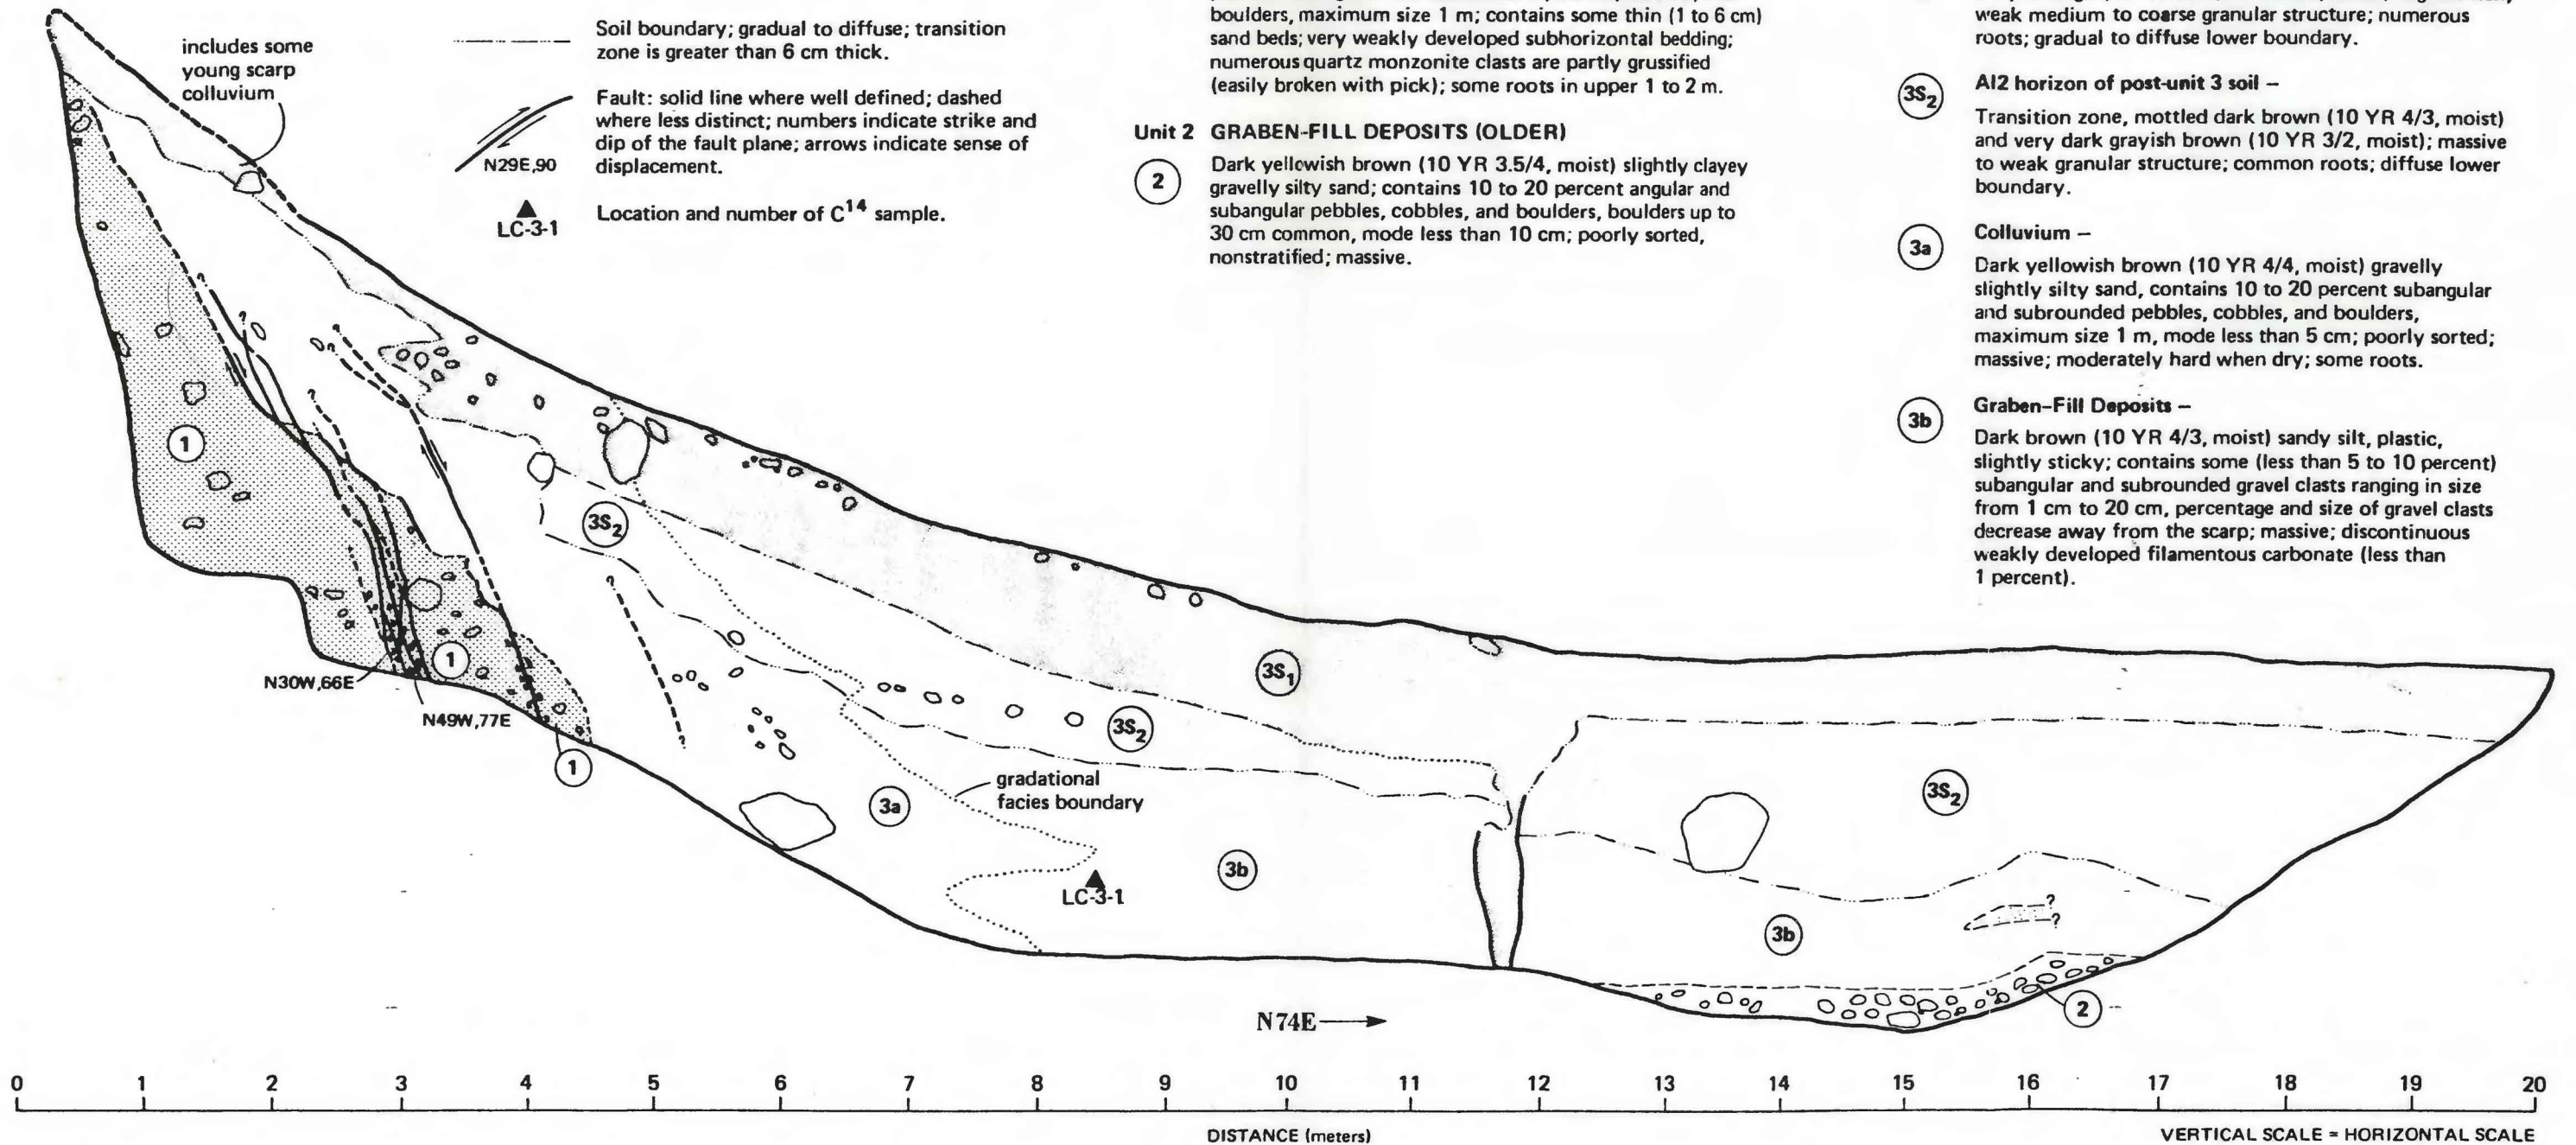 includes some
young scarp
colluvium
Soil boundary; gradual to diffuse; transition
zone is greater than 6 cm thick.
Fault: solid line where well defined; dashed
where less distinct; numbers indicate strike and
dip of the fault plane; arrows indicate sense of
displacement.
N29E,90
Location and number of C14 sample.
LC-3-1
boulders, maximum size 1 m; contains some thin (1 to 6 cm)
sand beds; very weakly developed subhorizontal bedding;
numerous quartz monzonite clasts are partly grussified
(easily broken with pick); some roots in upper 1 to 2 m.
Unit 2 GRABEN-FILL DEPOSITS (OLDER)
2
Dark yellowish brown (10 YR 3.5/4, moist) slightly clayey
gravelly silty sand; contains 10 to 20 percent angular and
subangular pebbles, cobbles, and boulders, boulders up to
30 cm common, mode less than 10 cm; poorly sorted,
nonstratified; massive.
weak medium to coarse granular structure; numerous
roots; gradual to diffuse lower boundary.
3S2
Al2 horizon of post-unit 3 soil –
Transition zone, mottled dark brown (10 YR 4/3, moist)
and very dark grayish brown (10 YR 3/2, moist); massive
to weak granular structure; common roots; diffuse lower
boundary.
3a
Colluvium –
Dark yellowish brown (10 YR 4/4, moist) gravelly
slightly silty sand, contains 10 to 20 percent subangular
and subrounded pebbles, cobbles, and boulders,
maximum size 1 m, mode less than 5 cm; poorly sorted;
massive; moderately hard when dry; some roots.
3b
Graben-Fill Deposits –
Dark brown (10 YR 4/3, moist) sandy silt, plastic,
slightly sticky; contains some (less than 5 to 10 percent)
subangular and subrounded gravel clasts ranging in size
from 1 cm to 20 cm, percentage and size of gravel clasts
decrease away from the scarp; massive; discontinuous
weakly developed filamentous carbonate (less than
1 percent).
?
?
?
?
?
1
3S2
?
1
N30W,66E
N49W,77E
1
3S1
3S2
gradational
facies boundary
3a
3b
LC-3-1
3S2
?
?
3b
2
N74E
0 1 2 3 4 5 6 7 8 9 10 11 12 13 14 15 16 17 18 19 20
DISTANCE (meters)
VERTICAL SCALE = HORIZONTAL SCALE